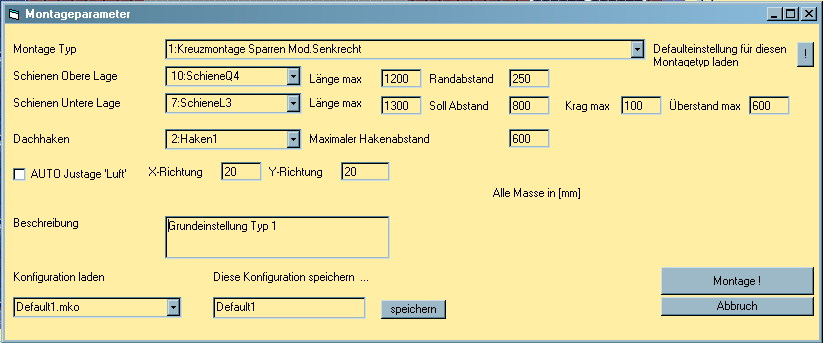 Montageparameter
Montage Typ 1:Kreuzmontage Sparren Mod.Senkrecht Defaulteinstellung für diesen
Montagetyp laden !
Schienen Obere Lage 10:SchieneQ4 Länge max 1200 Randabstand 250
Schienen Untere Lage 7:SchieneL3 Länge max 1300 Soll Abstand 800 Krag max 100 Überstand max 600
Dachhaken 2:Haken1 Maximaler Hakenabstand 600
AUTO Justage 'Luft' X-Richtung 20 Y-Richtung 20
Alle Masse in [mm]
Beschreibung Grundeinstellung Typ 1
Konfiguration laden Diese Konfiguration speichern ...
Montage !
Default1.mko Default1 speichern Abbruch